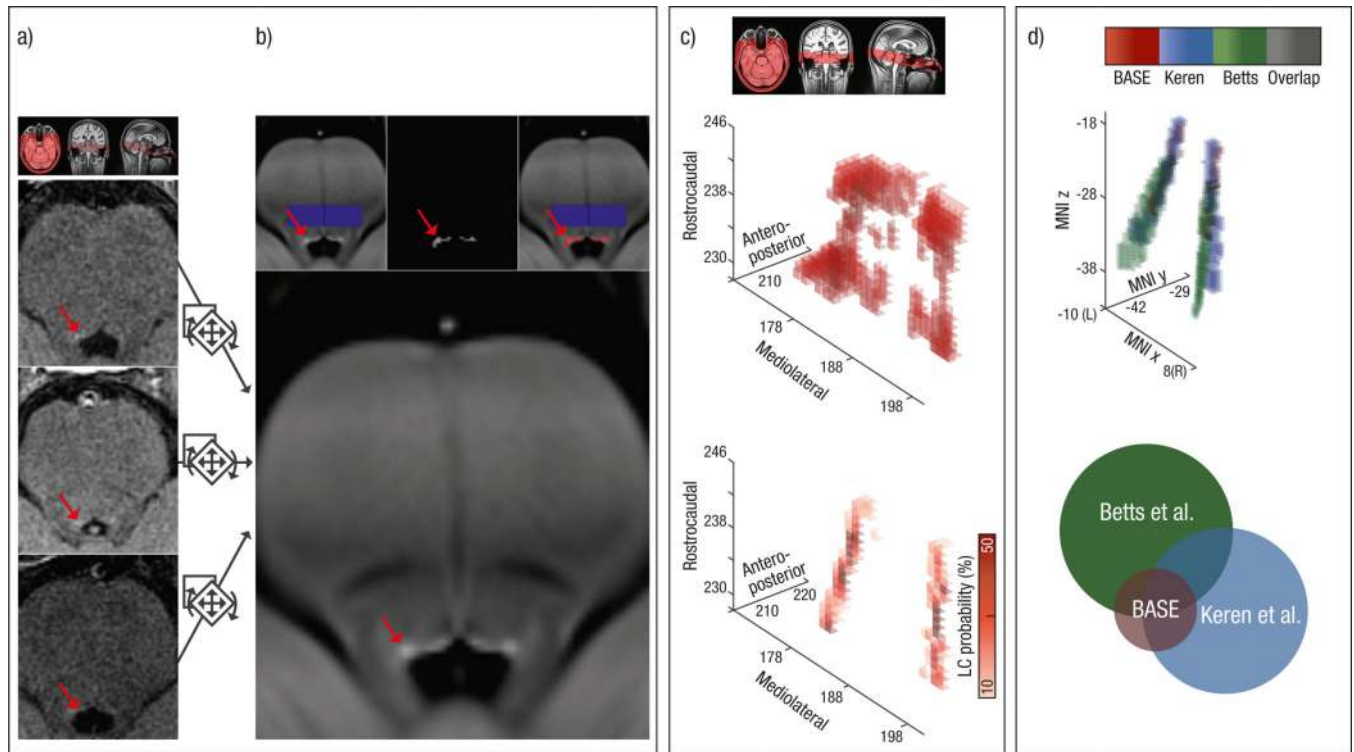 a)
b)
c)
246
238
230
Rostrocaudal
Antero-
posterior
210
178
188
198
Mediolateral
246
238
230
Rostrocaudal
Antero-
posterior
220
210
178
188
198
Mediolateral
LC probability (%)
10
50
d)
BASE Keren Betts Overlap
-18
-28
-38
MNI z
MNI y
-29
-42
-10 (L)
MNI x
8(R)
Betts et al.
BASE
Keren et al.